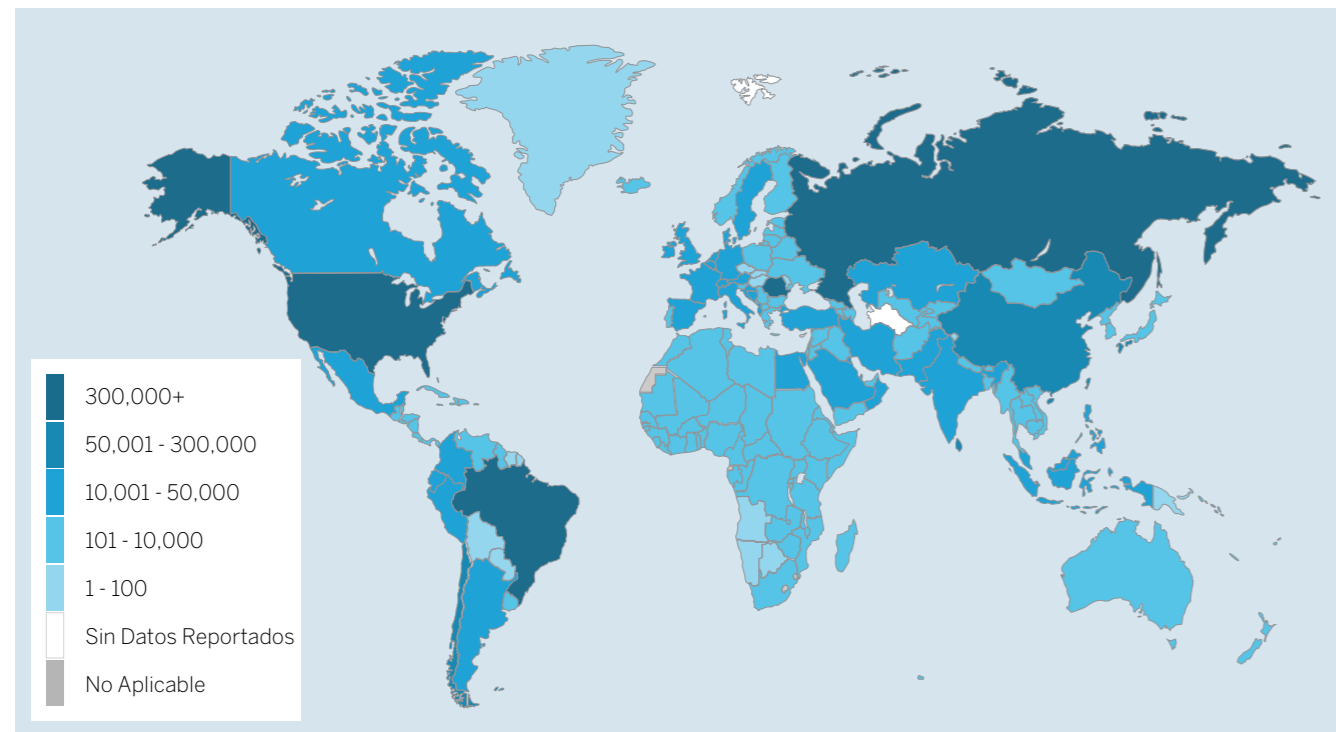 300,000+
50,001 - 300,000
10,001 - 50,000
101 - 10,000
1 - 100
Sin Datos Reportados
No Aplicable